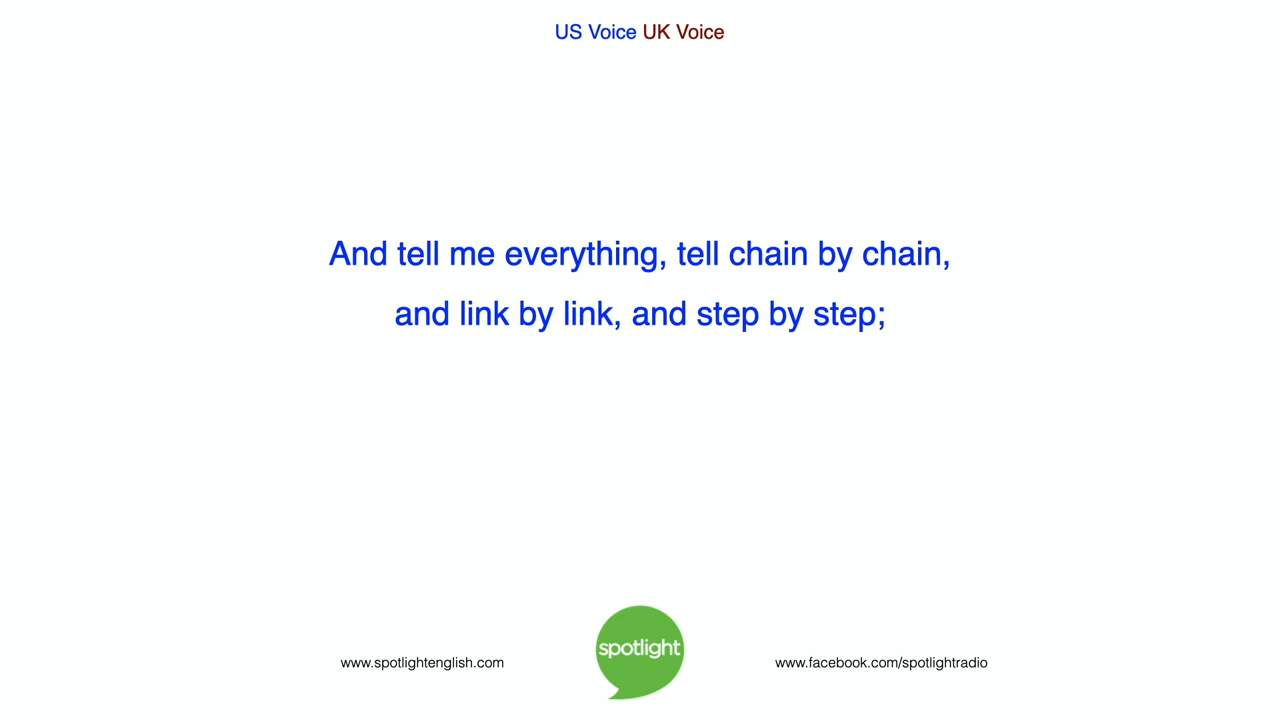 US Voice UK Voice
And tell me everything, tell chain by chain,
and link by link, and step by step;
spotlight
www.spotlightenglish.com
www.facebook.com/spotlightradio